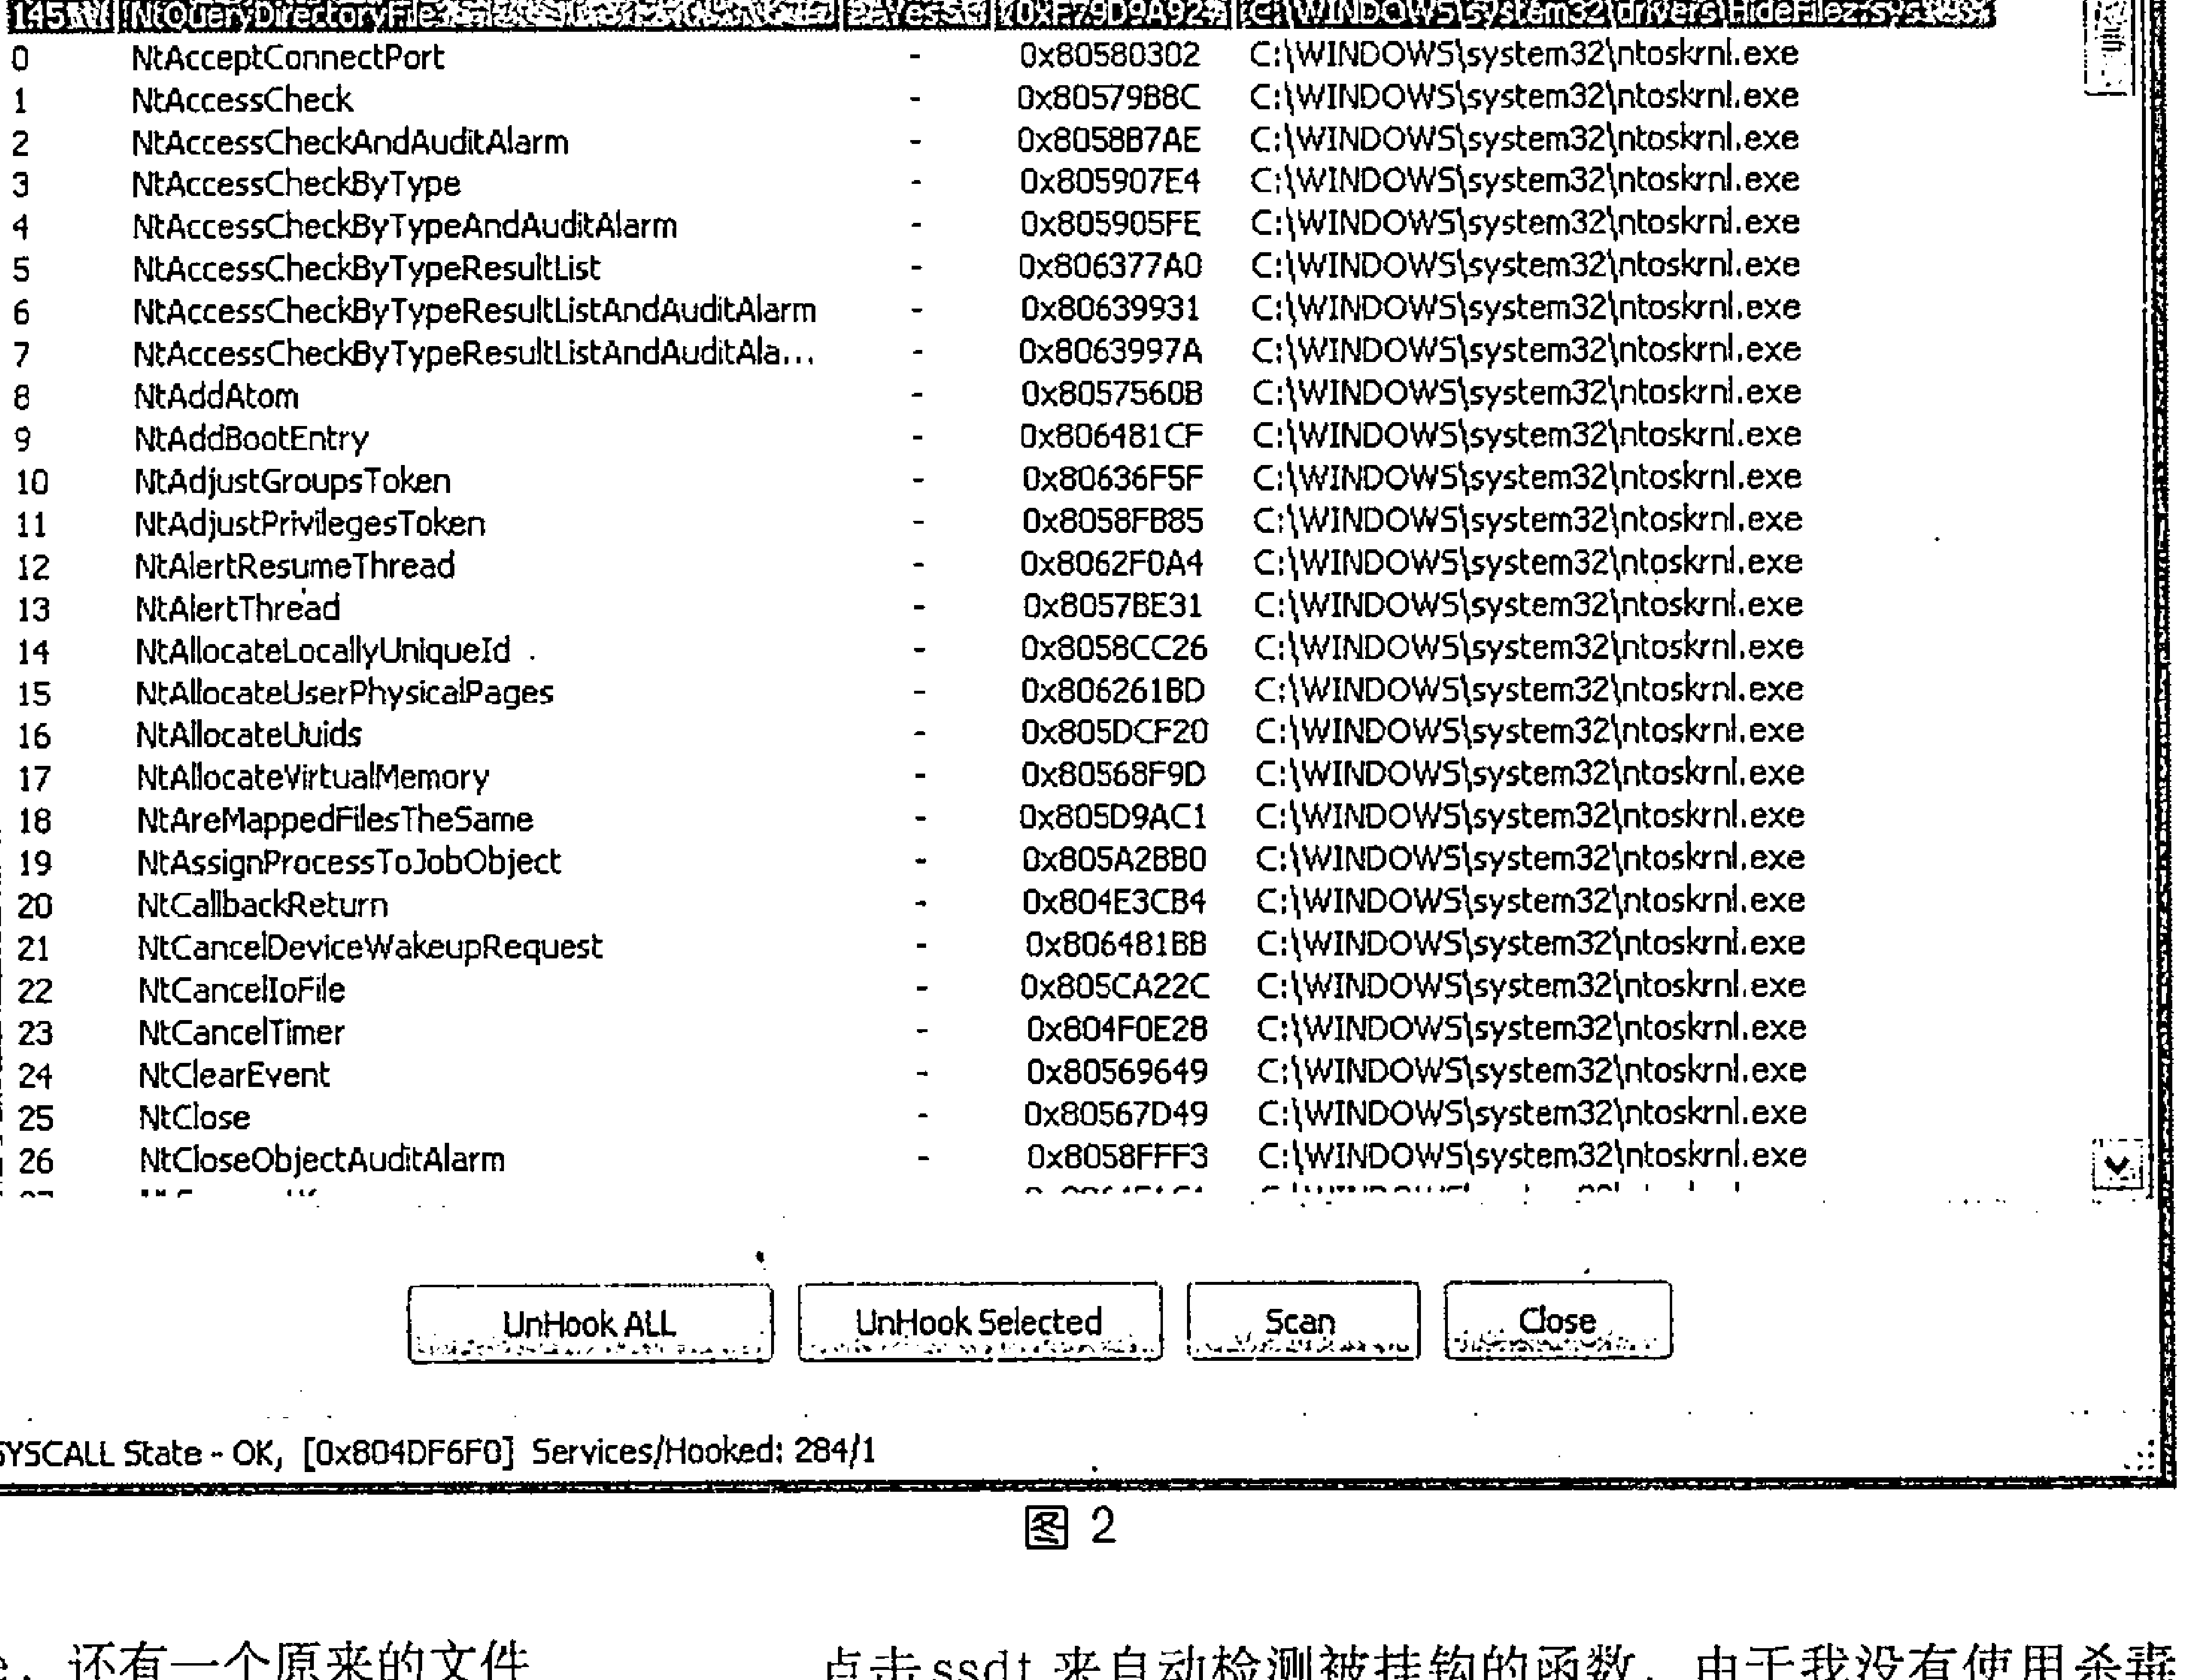 145 NtQueryDirectoryFile Yes 0xF79D9A92 C:\WINDOWS\system32\drivers\HideFilez.sys
0 NtAcceptConnectPort - 0x80580302 C:\WINDOWS\system32\ntoskrnl.exe
1 NtAccessCheck - 0x80579B8C C:\WINDOWS\system32\ntoskrnl.exe
2 NtAccessCheckAndAuditAlarm - 0x8058B7AE C:\WINDOWS\system32\ntoskrnl.exe
3 NtAccessCheckByType - 0x805907E4 C:\WINDOWS\system32\ntoskrnl.exe
4 NtAccessCheckByTypeAndAuditAlarm - 0x805905FE C:\WINDOWS\system32\ntoskrnl.exe
5 NtAccessCheckByTypeResultList - 0x806377A0 C:\WINDOWS\system32\ntoskrnl.exe
6 NtAccessCheckByTypeResultListAndAuditAlarm - 0x80639931 C:\WINDOWS\system32\ntoskrnl.exe
7 NtAccessCheckByTypeResultListAndAuditAla... - 0x8063997A C:\WINDOWS\system32\ntoskrnl.exe
8 NtAddAtom - 0x8057560B C:\WINDOWS\system32\ntoskrnl.exe
9 NtAddBootEntry - 0x806481CF C:\WINDOWS\system32\ntoskrnl.exe
10 NtAdjustGroupsToken - 0x80636F5F C:\WINDOWS\system32\ntoskrnl.exe
11 NtAdjustPrivilegesToken - 0x8058FB85 C:\WINDOWS\system32\ntoskrnl.exe
12 NtAlertResumeThread - 0x8062F0A4 C:\WINDOWS\system32\ntoskrnl.exe
13 NtAlertThread - 0x8057BE31 C:\WINDOWS\system32\ntoskrnl.exe
14 NtAllocateLocallyUniqueId - 0x8058CC26 C:\WINDOWS\system32\ntoskrnl.exe
15 NtAllocateUserPhysicalPages - 0x806261BD C:\WINDOWS\system32\ntoskrnl.exe
16 NtAllocateUuids - 0x805DCF20 C:\WINDOWS\system32\ntoskrnl.exe
17 NtAllocateVirtualMemory - 0x80568F9D C:\WINDOWS\system32\ntoskrnl.exe
18 NtAreMappedFilesTheSame - 0x805D9AC1 C:\WINDOWS\system32\ntoskrnl.exe
19 NtAssignProcessToJobObject - 0x805A2BB0 C:\WINDOWS\system32\ntoskrnl.exe
20 NtCallbackReturn - 0x804E3CB4 C:\WINDOWS\system32\ntoskrnl.exe
21 NtCancelDeviceWakeupRequest - 0x806481BB C:\WINDOWS\system32\ntoskrnl.exe
22 NtCancelIoFile - 0x805CA22C C:\WINDOWS\system32\ntoskrnl.exe
23 NtCancelTimer - 0x804F0E28 C:\WINDOWS\system32\ntoskrnl.exe
24 NtClearEvent - 0x80569649 C:\WINDOWS\system32\ntoskrnl.exe
25 NtClose - 0x80567D49 C:\WINDOWS\system32\ntoskrnl.exe
26 NtCloseObjectAuditAlarm - 0x8058FFF3 C:\WINDOWS\system32\ntoskrnl.exe
UnHook ALL UnHook Selected Scan Close
SYSCALL State - OK, [0x804DF6F0] Services/Hooked: 284/1
图 2
还有一个原来的文件
点击 ssdt 来自动检测被挂钩的函数，由于我没有使用杀毒